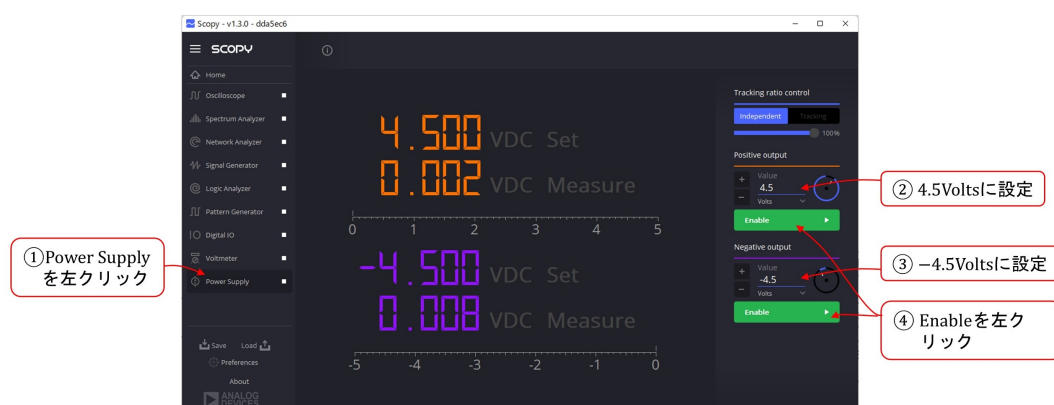 Scopy - v1.3.0 - dda5ec6
SCOPY
Home
Oscilloscope
Spectrum Analyzer
Network Analyzer
Signal Generator
Logic Analyzer
Pattern Generator
Digital IO
Voltmeter
Power Supply
Save Load
Preferences
About
ANALOG
DEVICES
4.500 VDC Set
0.002 VDC Measure
0 1 2 3 4 5
-4.500 VDC Set
0.008 VDC Measure
-5 -4 -3 -2 -1 0
Tracking ratio control
Independent Tracking
100%
Positive output
+ Value
4.5
- Volts
Enable
Negative output
+ Value
-4.5
- Volts
Enable
①Power Supply
を左クリック
② 4.5Voltsに設定
③ −4.5Voltsに設定
④ Enableを左ク
リック